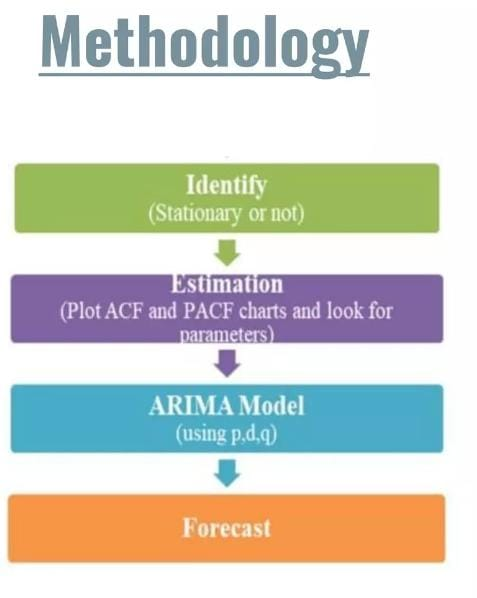 Methodology
Identify
(Stationary or not)
Estimation
(Plot ACF and PACF charts and look for
parameters)
ARIMA Model
(using p,d,q)
Forecast